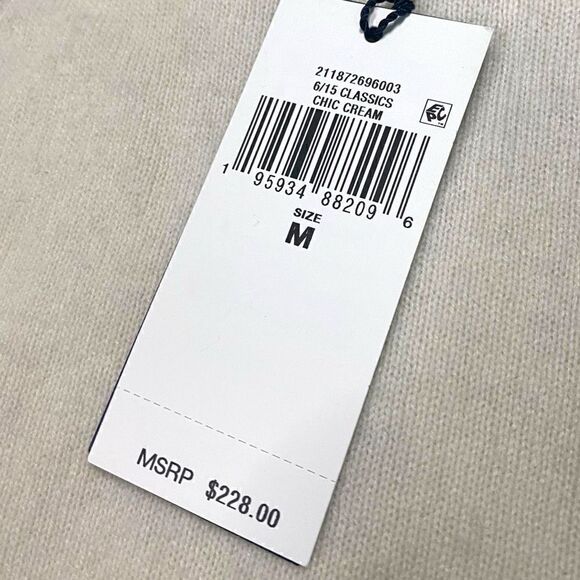 211872696003
6/15 CLASSICS
CHIC CREAM
1 95934 88209 6
SIZE
M
MSRP $228.00